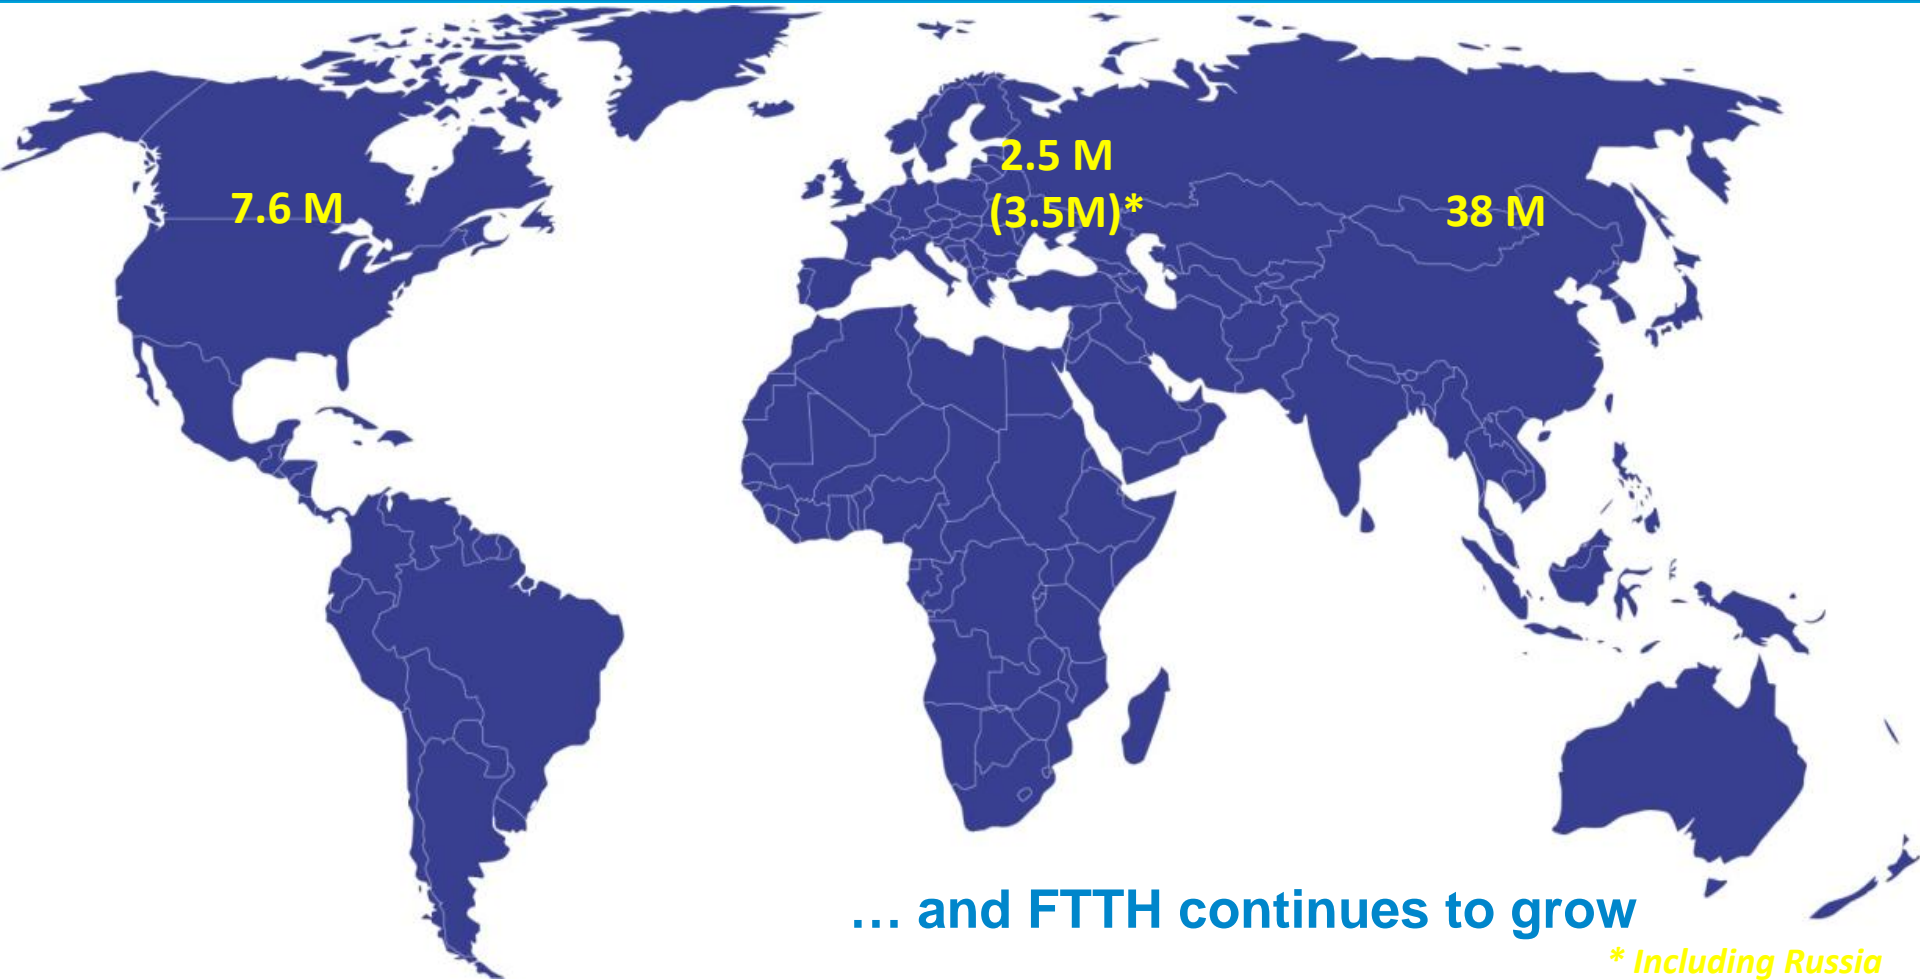 2.5 M
7.6 M
(3.5M)*
38 M
... and FTTH continues to grow
* Including Russia